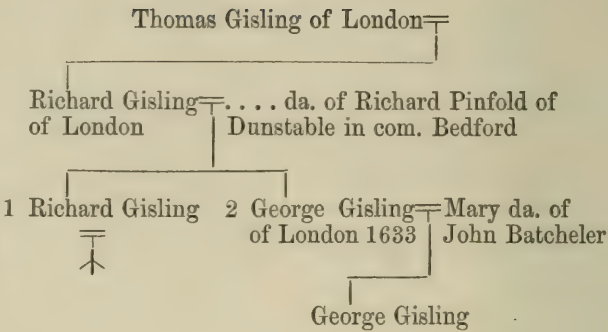 Thomas Gisling of London
Richard Gisling .... da. of Richard Pinfold of
of London Dunstable in com. Bedford
1 Richard Gisling 2 George Gisling Mary da. of
of London 1633 John Batcheler
George Gisling